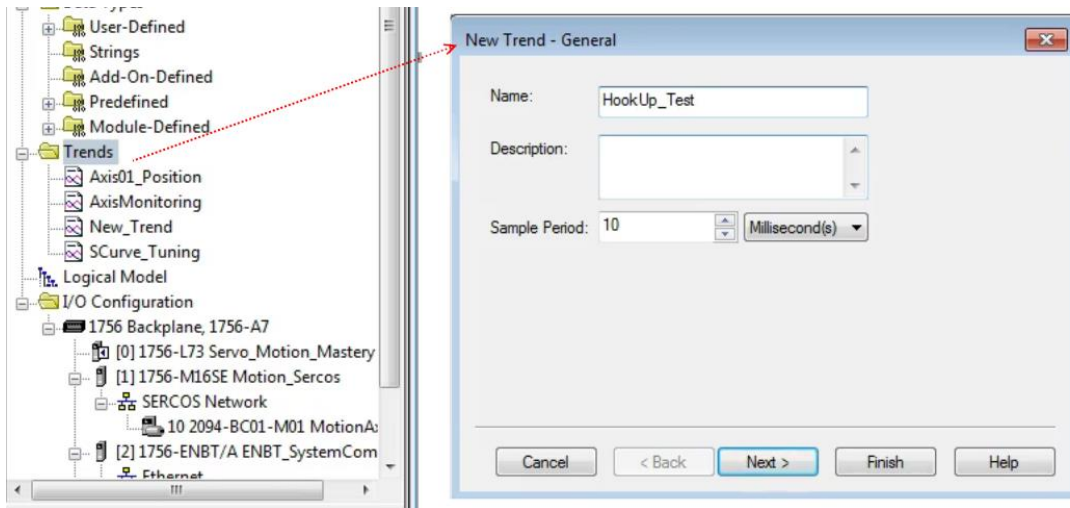 User-Defined
Strings
Add-On-Defined
Predefined
Module-Defined
Trends
Axis01_Position
AxisMonitoring
New_Trend
SCurve_Tuning
Logical Model
I/O Configuration
1756 Backplane, 1756-A7
[0] 1756-L73 Servo_Motion_Mastery
[1] 1756-M16SE Motion_Sercos
SERCOS Network
10 2094-BC01-M01
[2] 1756-ENBT/A ENBT_SystemCom
Ethernet
New Trend - General
Name: HookUp_Test
Description:
Sample Period: 10 Millisecond(s)
Cancel < Back Next > Finish Help